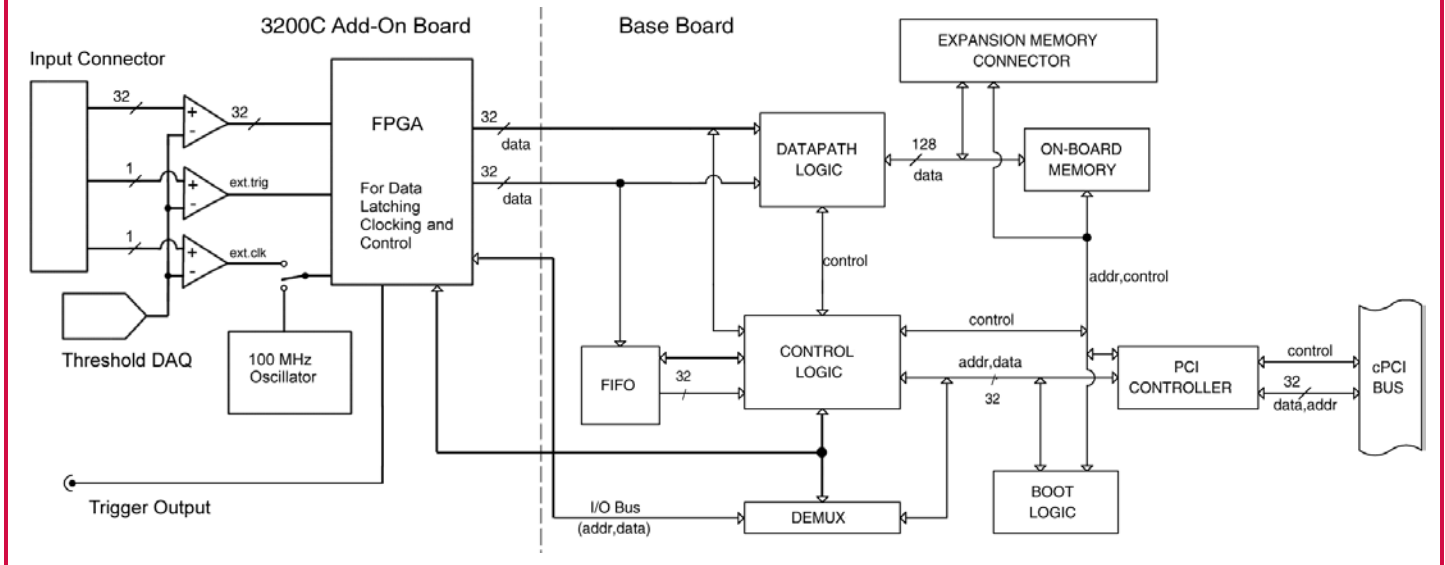 3200C Add-On Board
Base Board
Input Connector
EXPANSION MEMORY
CONNECTOR
32
+
-
32
FPGA
For Data
Latching
Clocking and
Control
32
data
32
data
DATAPATH
LOGIC
128
data
ON-BOARD
MEMORY
1
+
-
ext.trig
1
+
-
ext.clk
control
addr,control
Threshold DAQ
100 MHz
Oscillator
FIFO
32
CONTROL
LOGIC
control
addr,data
32
PCI
CONTROLLER
control
32
data,addr
cPCI
BUS
Trigger Output
I/O Bus
(addr,data)
DEMUX
BOOT
LOGIC